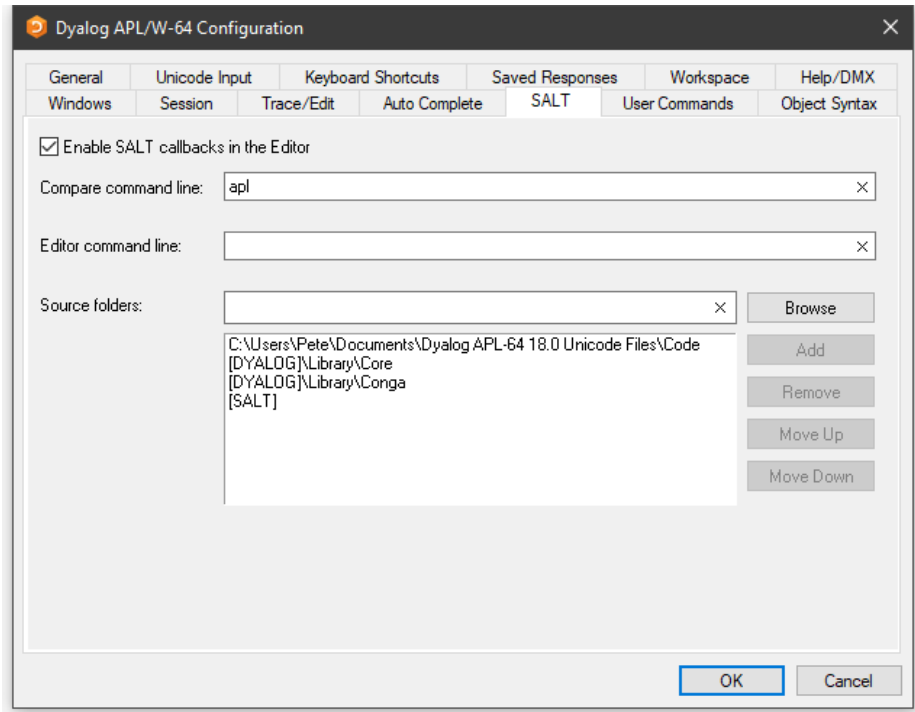 Dyalog APL/W-64 Configuration
General Unicode Input Keyboard Shortcuts Saved Responses Workspace Help/DMX
Windows Session Trace/Edit Auto Complete SALT User Commands Object Syntax
Enable SALT callbacks in the Editor
Compare command line: apl
Editor command line:
Source folders: Browse
C:\Users\Pete\Documents\Dyalog APL-64 18.0 Unicode Files\Code
[DYALOG]\Library\Core
[DYALOG]\Library\Conga
[SALT]
Add
Remove
Move Up
Move Down
OK Cancel